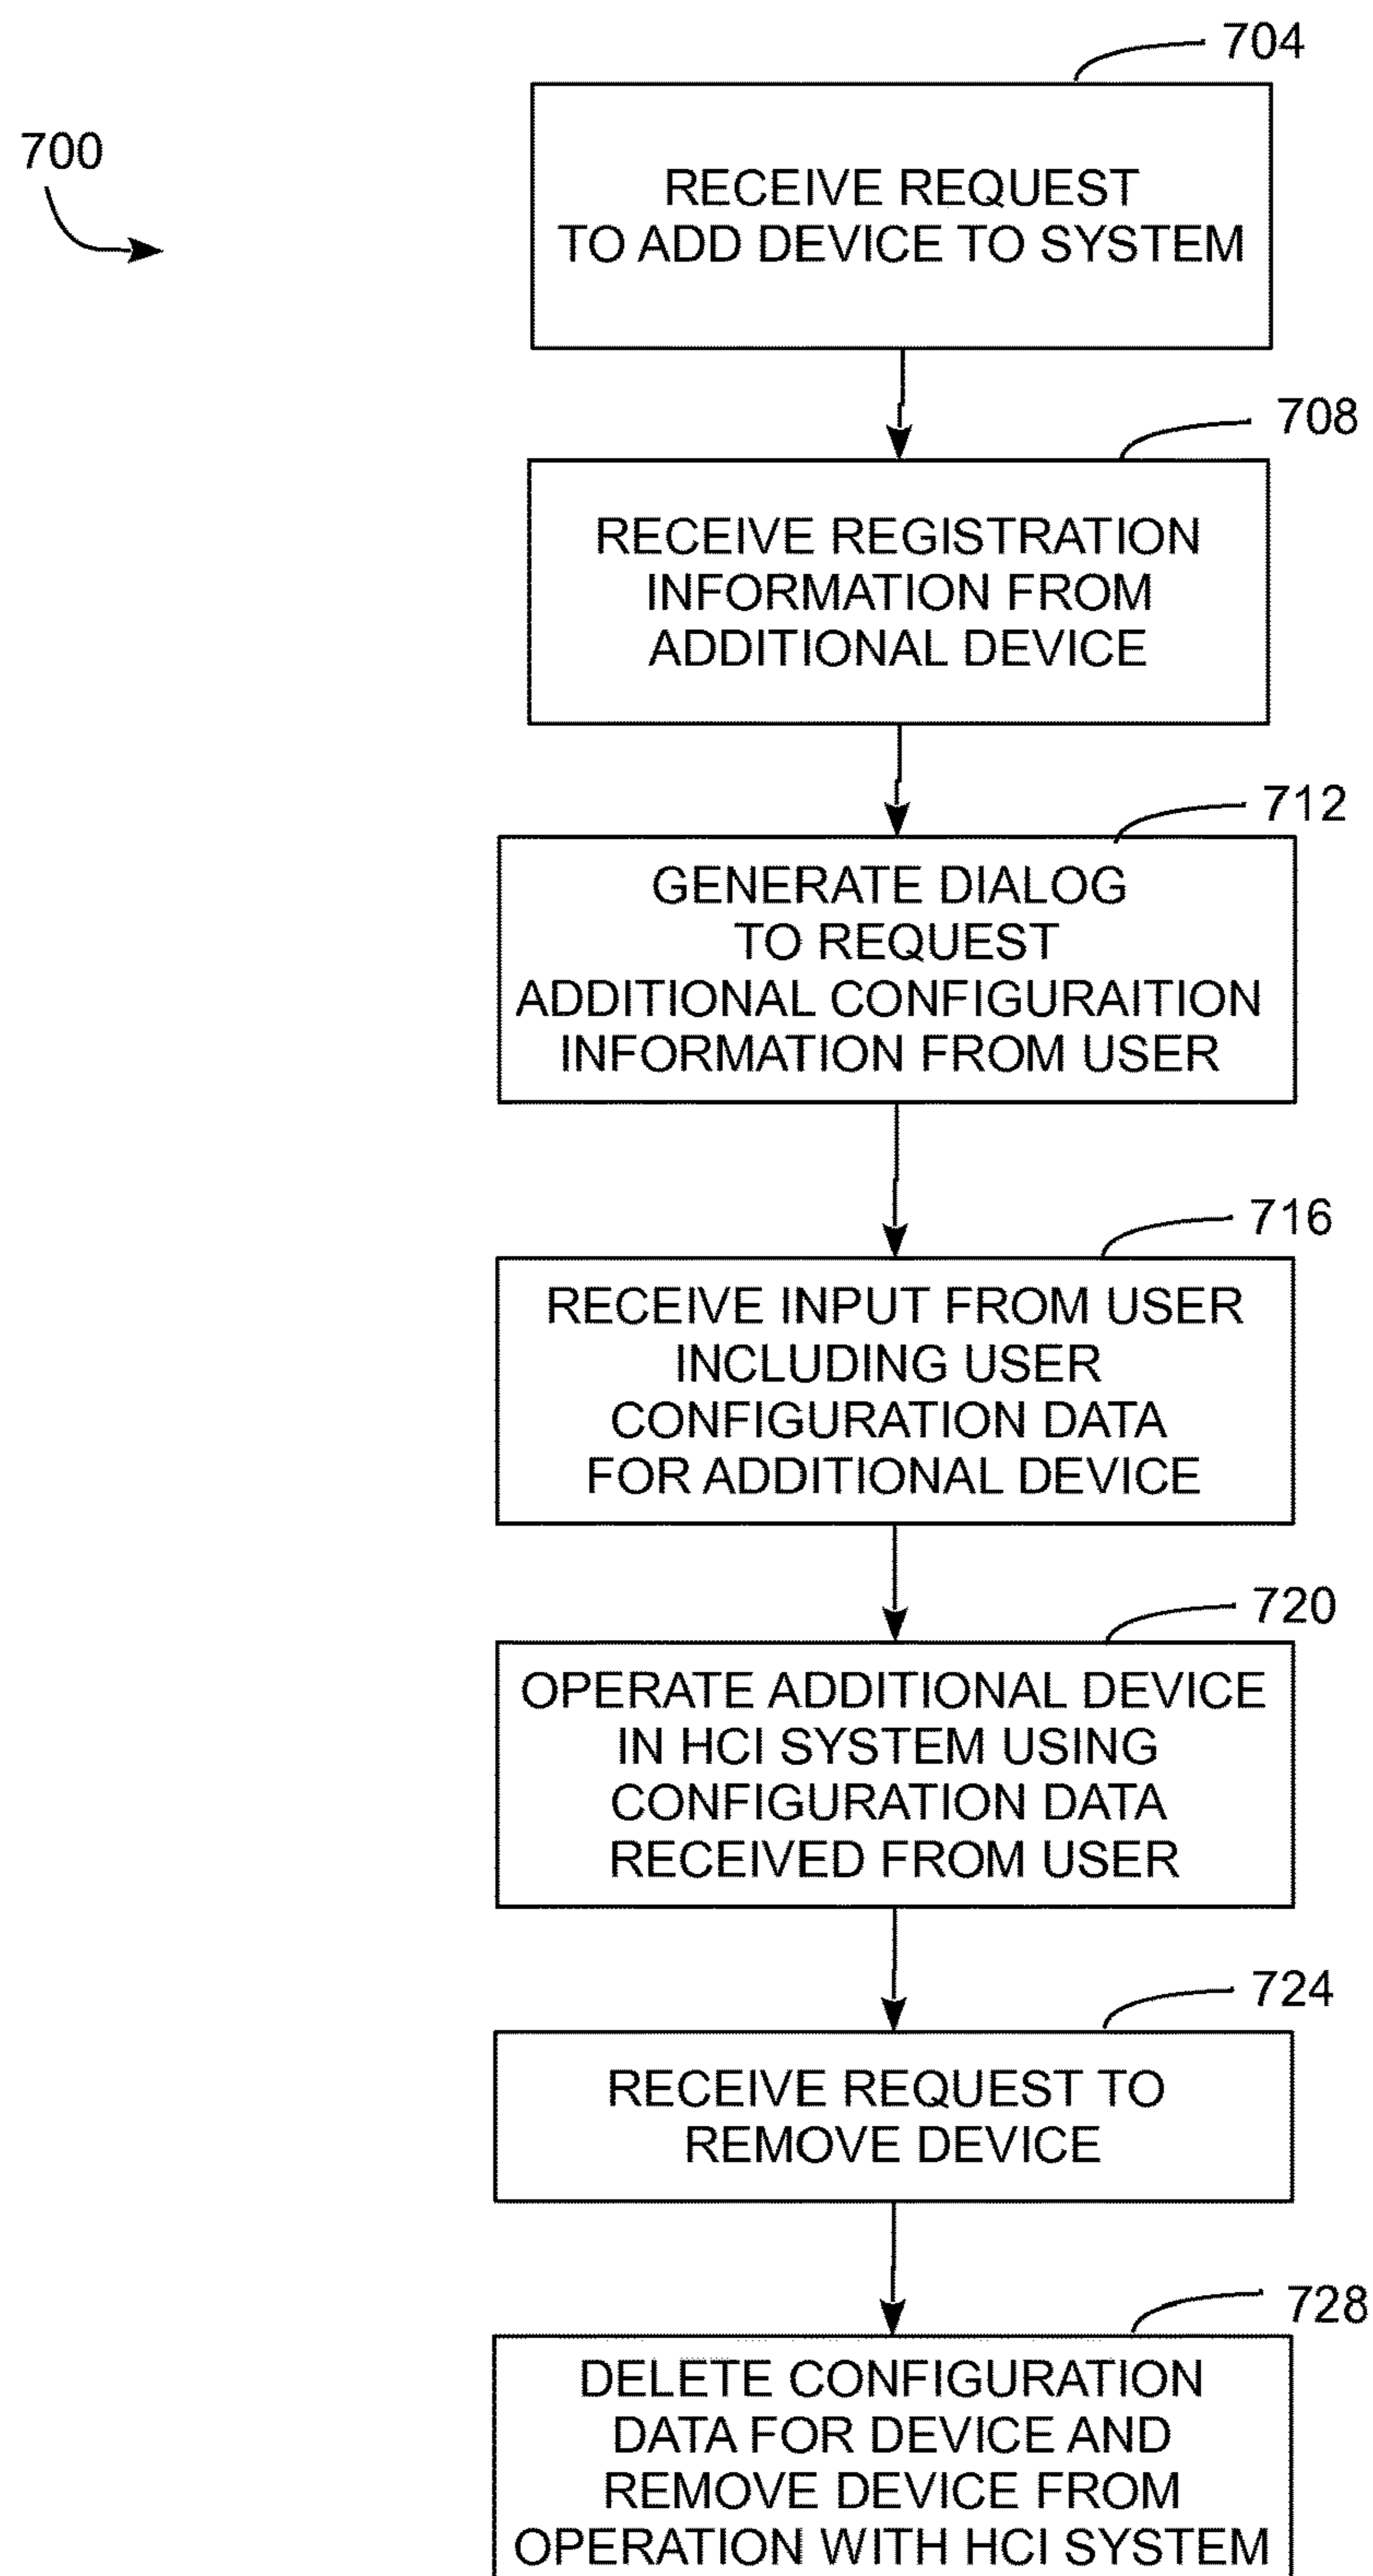 704
700
RECEIVE REQUEST
TO ADD DEVICE TO SYSTEM
708
RECEIVE REGISTRATION
INFORMATION FROM
ADDITIONAL DEVICE
712
GENERATE DIALOG
TO REQUEST
ADDITIONAL CONFIGURAITION
INFORMATION FROM USER
716
RECEIVE INPUT FROM USER
INCLUDING USER
CONFIGURATION DATA
FOR ADDITIONAL DEVICE
720
OPERATE ADDITIONAL DEVICE
IN HCI SYSTEM USING
CONFIGURATION DATA
RECEIVED FROM USER
724
RECEIVE REQUEST TO
REMOVE DEVICE
728
DELETE CONFIGURATION
DATA FOR DEVICE AND
REMOVE DEVICE FROM
OPERATION WITH HCI SYSTEM